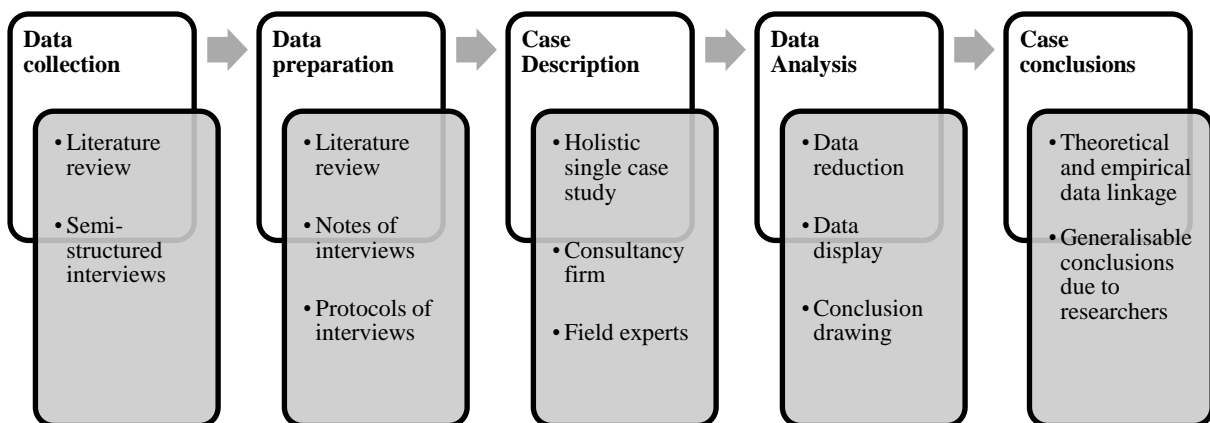 Data
collection
• Literature
review
• Semi-
structured
interviews
Data
preparation
• Literature
review
• Notes of
interviews
• Protocols of
interviews
Case
Description
• Holistic
single case
study
• Consultancy
firm
• Field experts
Data
Analysis
• Data
reduction
• Data
display
• Conclusion
drawing
Case
conclusions
• Theoretical
and empirical
data linkage
• Generalisable
conclusions
due to
researchers